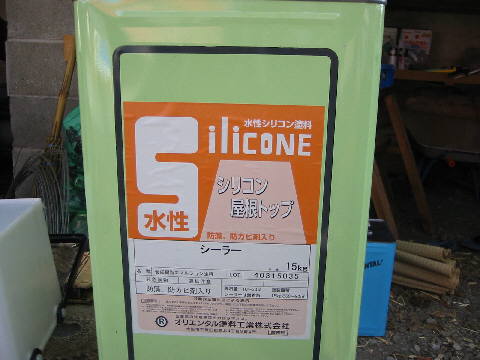 水性シリコン塗料
SiliCONE
水性
シリコン
屋根トップ
防藻、防カビ剤入り
シーラー
15kg
LOT. 40315035
防藻、防カビ剤入り
Ⓡ オリエンタル塗料工業株式会社